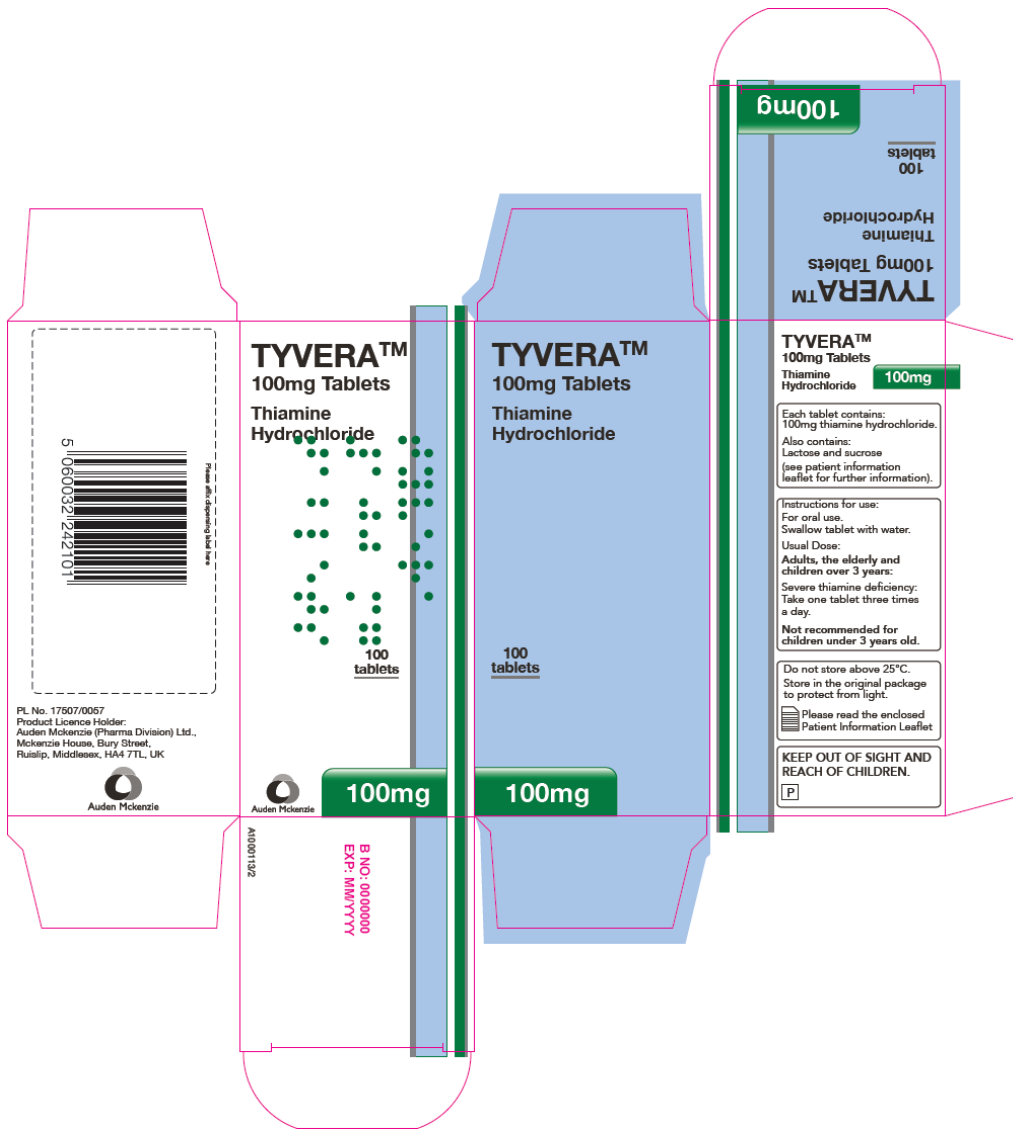 Please affix dispensing label here
5 060032 242101
PL No. 17507/0057
Product Licence Holder:
Auden Mckenzie (Pharma Division) Ltd.,
Mckenzie House, Bury Street,
Ruislip, Middlesex, HA4 7TL, UK
Auden Mckenzie
TYVERA™
100mg Tablets
Thiamine
Hydrochloride
100
tablets
Auden Mckenzie
100mg
A1000113/2
B NO: 0000000
EXP: MM/YYYY
TYVERA™
100mg Tablets
Thiamine
Hydrochloride
100
tablets
100mg
TYVERA™
100mg Tablets
Thiamine
Hydrochloride
100
tablets
100mg
TYVERA™
100mg Tablets
Thiamine
Hydrochloride
100mg
Each tablet contains:
100mg thiamine hydrochloride.
Also contains:
Lactose and sucrose
(see patient information
leaflet for further information).
Instructions for use:
For oral use.
Swallow tablet with water.
Usual Dose:
Adults, the elderly and
children over 3 years:
Severe thiamine deficiency:
Take one tablet three times
a day.
Not recommended for
children under 3 years old.
Do not store above 25°C.
Store in the original package
to protect from light.
Please read the enclosed
Patient Information Leaflet
KEEP OUT OF SIGHT AND
REACH OF CHILDREN.
P